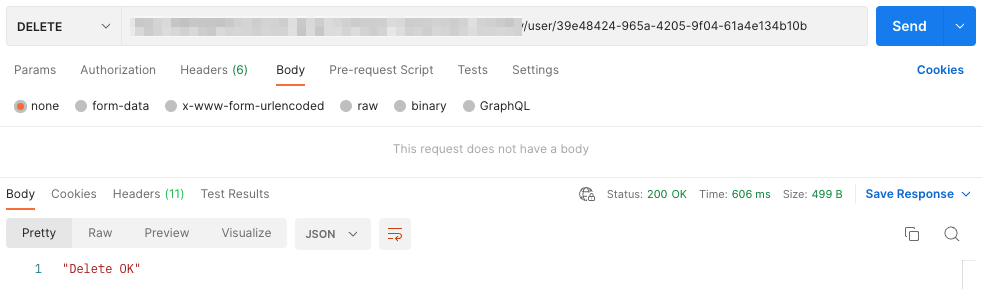 DELETE /user/39e48424-965a-4205-9f04-61a4e134b10b Send
Params Authorization Headers (6) Body Pre-request Script Tests Settings Cookies
none form-data x-www-form-urlencoded raw binary GraphQL
This request does not have a body
Body Cookies Headers (11) Test Results Status: 200 OK Time: 606 ms Size: 499 B Save Response
Pretty Raw Preview Visualize JSON
1 "Delete OK"